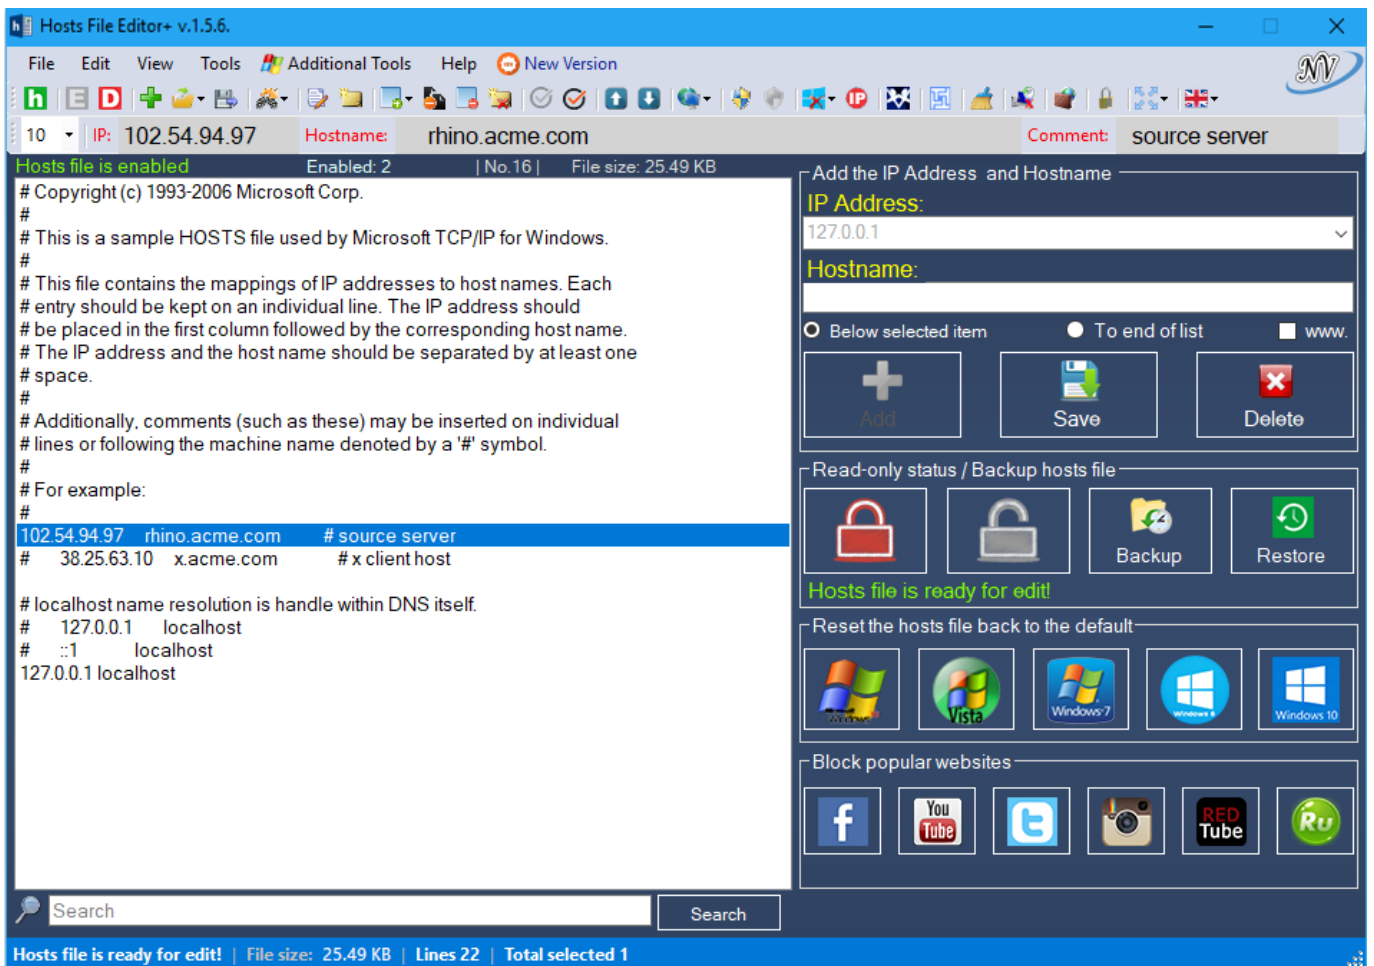 h Hosts File Editor+ v.1.5.6.
File Edit View Tools Additional Tools Help New Version
NV
h E D IP
10 IP: 102.54.94.97 Hostname: rhino.acme.com Comment: source server
Hosts file is enabled Enabled: 2 | No.16 | File size: 25.49 KB
# Copyright (c) 1993-2006 Microsoft Corp.
#
# This is a sample HOSTS file used by Microsoft TCP/IP for Windows.
#
# This file contains the mappings of IP addresses to host names. Each
# entry should be kept on an individual line. The IP address should
# be placed in the first column followed by the corresponding host name.
# The IP address and the host name should be separated by at least one
# space.
#
# Additionally, comments (such as these) may be inserted on individual
# lines or following the machine name denoted by a '#' symbol.
#
# For example:
#
102.54.94.97 rhino.acme.com # source server
# 38.25.63.10 x.acme.com # x client host
# localhost name resolution is handle within DNS itself.
# 127.0.0.1 localhost
# ::1 localhost
127.0.0.1 localhost
Search
Search
Add the IP Address and Hostname
IP Address:
127.0.0.1
Hostname:
Below selected item To end of list www.
Add Save Delete
Read-only status / Backup hosts file
Backup Restore
Hosts file is ready for edit!
Reset the hosts file back to the default
Vista Windows 7 Windows 8 Windows 10
Block popular websites
f You Tube t RED Tube Ru
Hosts file is ready for edit! | File size: 25.49 KB | Lines 22 | Total selected 1